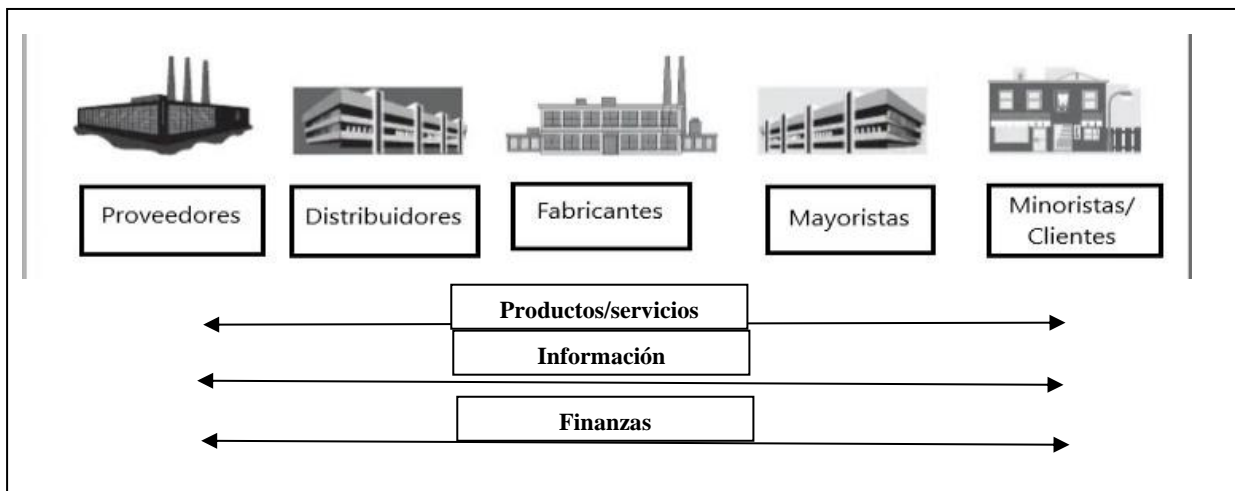 Proveedores
Distribuidores
Fabricantes
Mayoristas
Minoristas/
Clientes
Productos/servicios
Información
Finanzas